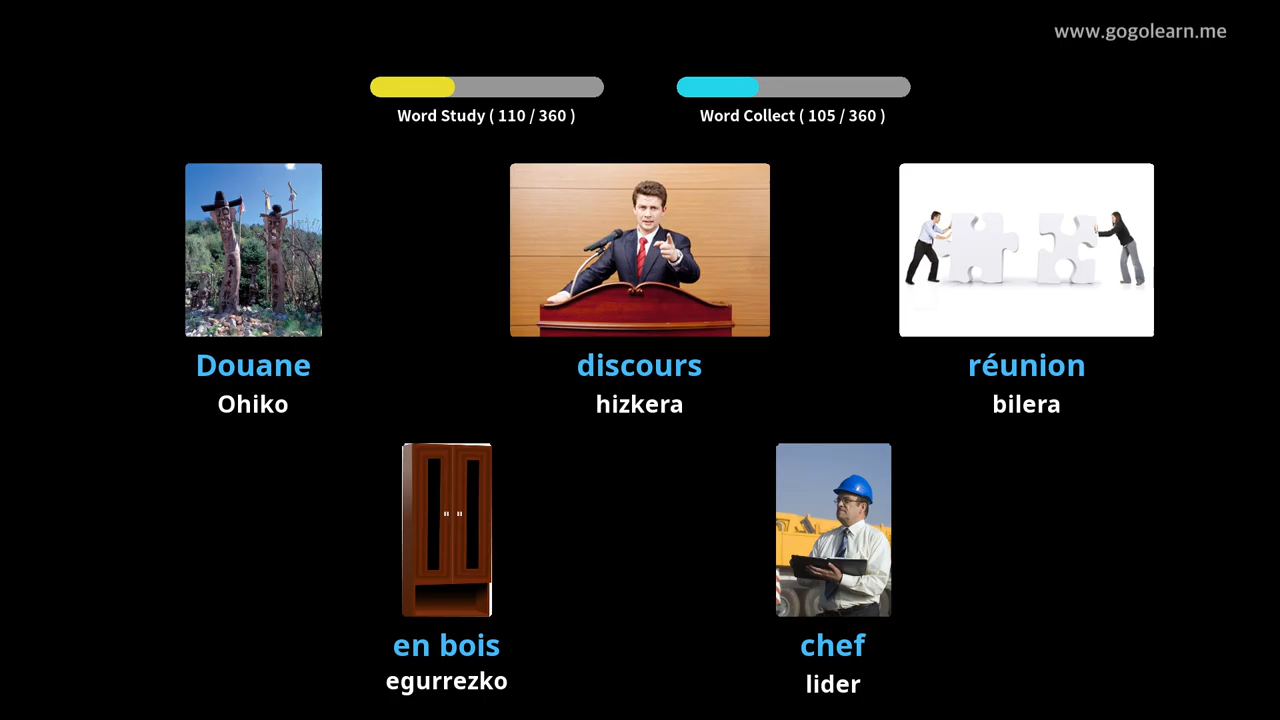 www.gogolearn.me
Word Study ( 110 / 360 )
Word Collect ( 105 / 360 )
Douane
Ohiko
discours
hizkera
réunion
bilera
en bois
egurrezko
chef
lider